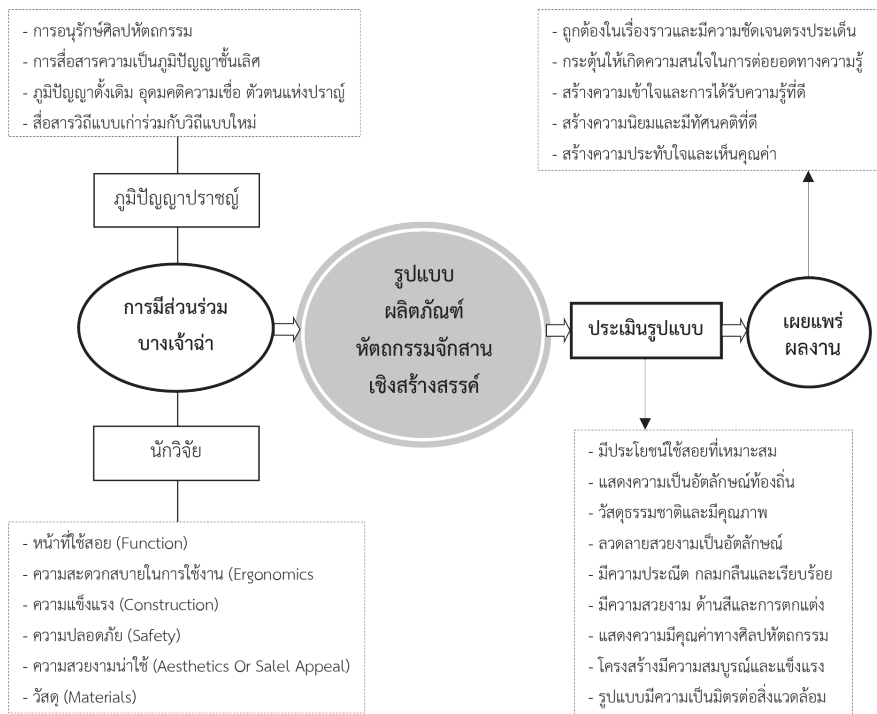 - การอนุรักษ์ศิลปหัตถกรรม
- การสื่อสารความเป็นภูมิปัญญาชั้นเลิศ
- ภูมิปัญญาดั้งเดิม อุดมคติความเชื่อ ตัวตนแห่งปราญ์
- สื่อสารวิถีแบบเก่าร่วมกับวิถีแบบใหม่
ภูมิปัญญาปราชญ์
การมีส่วนร่วม
บางเจ้าฉ่า
นักวิจัย
- หน้าที่ใช้สอย (Function)
- ความสะดวกสบายในการใช้งาน (Ergonomics
- ความแข็งแรง (Construction)
- ความปลอดภัย (Safety)
- ความสวยงามน่าใช้ (Aesthetics Or Salel Appeal)
- วัสดุ (Materials)
รูปแบบ
ผลิตภัณฑ์
หัตถกรรมจักสาน
เชิงสร้างสรรค์
ประเมินรูปแบบ
เผยแพร่
ผลงาน
- ถูกต้องในเรื่องราวและมีความชัดเจนตรงประเด็น
- กระตุ้นให้เกิดความสนใจในการต่อยอดทางความรู้
- สร้างความเข้าใจและการได้รับความรู้ที่ดี
- สร้างความนิยมและมีทัศนคติที่ดี
- สร้างความประทับใจและเห็นคุณค่า
- มีประโยชน์ใช้สอยที่เหมาะสม
- แสดงความเป็นอัตลักษณ์ท้องถิ่น
- วัสดุธรรมชาติและมีคุณภาพ
- ลวดลายสวยงามเป็นอัตลักษณ์
- มีความประณีต กลมกลืนและเรียบร้อย
- มีความสวยงาม ด้านสีและการตกแต่ง
- แสดงความมีคุณค่าทางศิลปหัตถกรรม
- โครงสร้างมีความสมบูรณ์และแข็งแรง
- รูปแบบมีความเป็นมิตรต่อสิ่งแวดล้อม